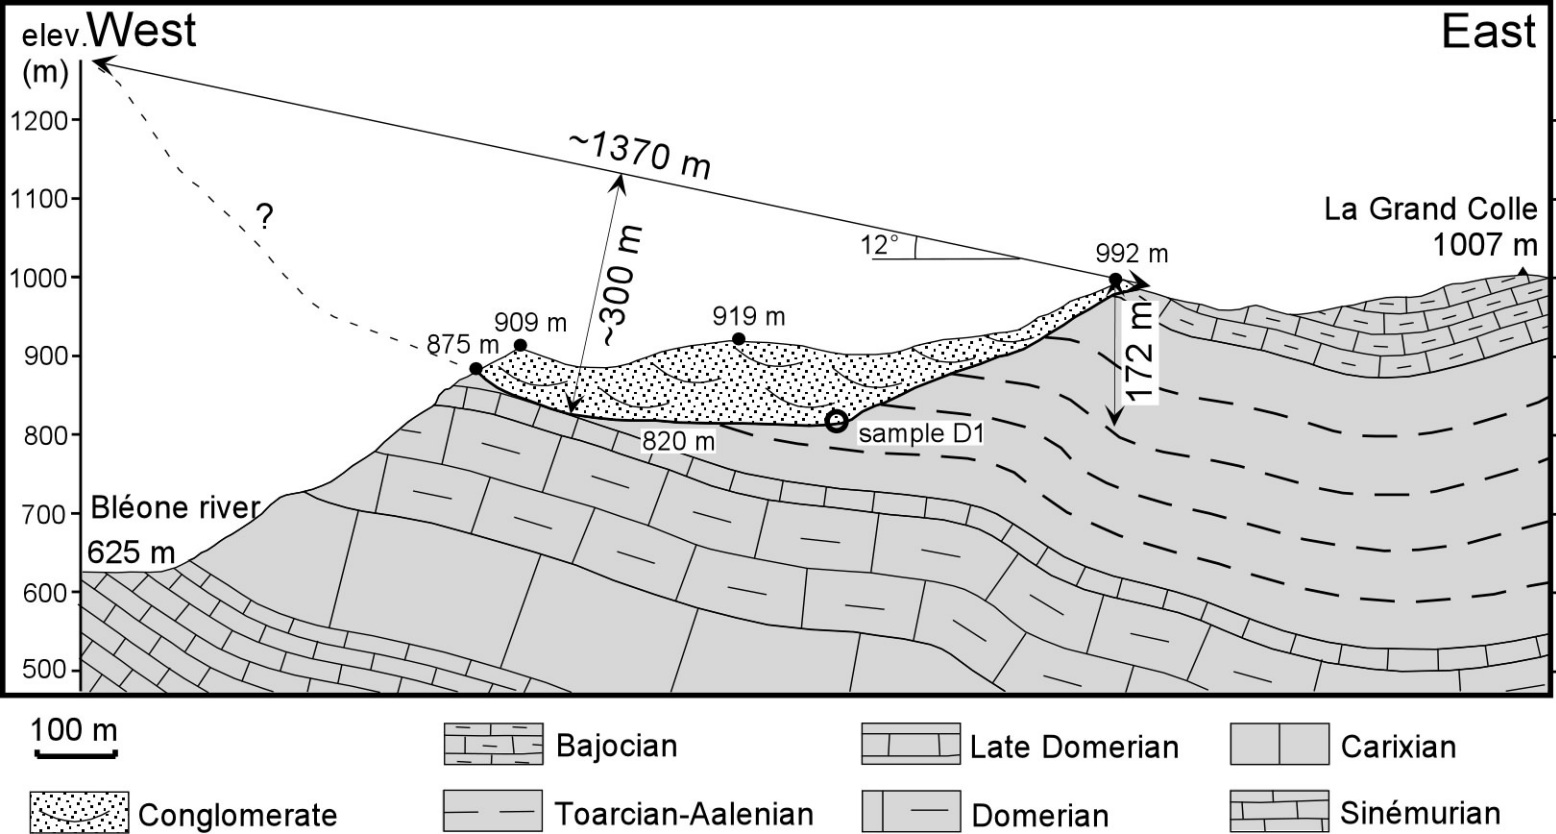 elev. West East
(m)
1200
~1370 m
1100
?
La Grand Colle
12°
992 m
1007 m
1000
~300 m
909 m
919 m
172 m
875 m
900
800
820 m
sample D1
Bléone river
700
625 m
600
500
100 m
Bajocian
Late Domerian
Carixian
Conglomerate
Toarcian-Aalenian
Domerian
Sinémurian